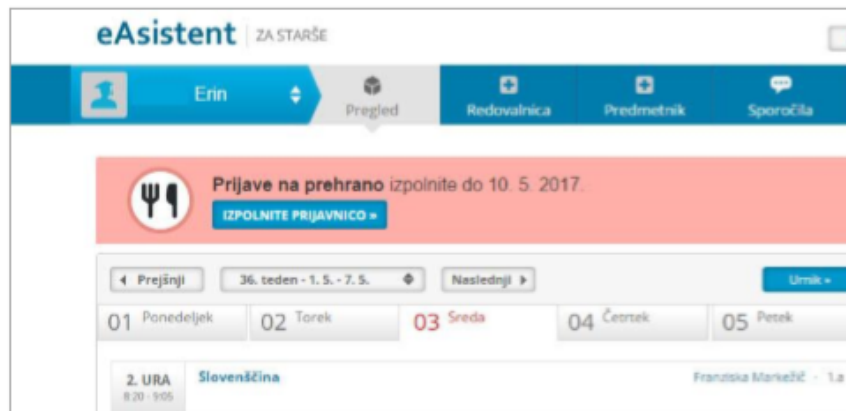 eAsistent ZA STARŠE
Erin
Pregled
Redovalnica
Predmetnik
Sporočila
Prijave na prehrano izpolnite do 10. 5. 2017.
IZPOLNITE PRIJAVNICO »
Prejšnji 36. teden - 1. 5. - 7. 5. Naslednji Urnik »
01 Ponedeljek 02 Torek 03 Sreda 04 Četrtek 05 Petek
2. URA Slovenščina Franziska Markežič - 1.a
8:20 - 9:05